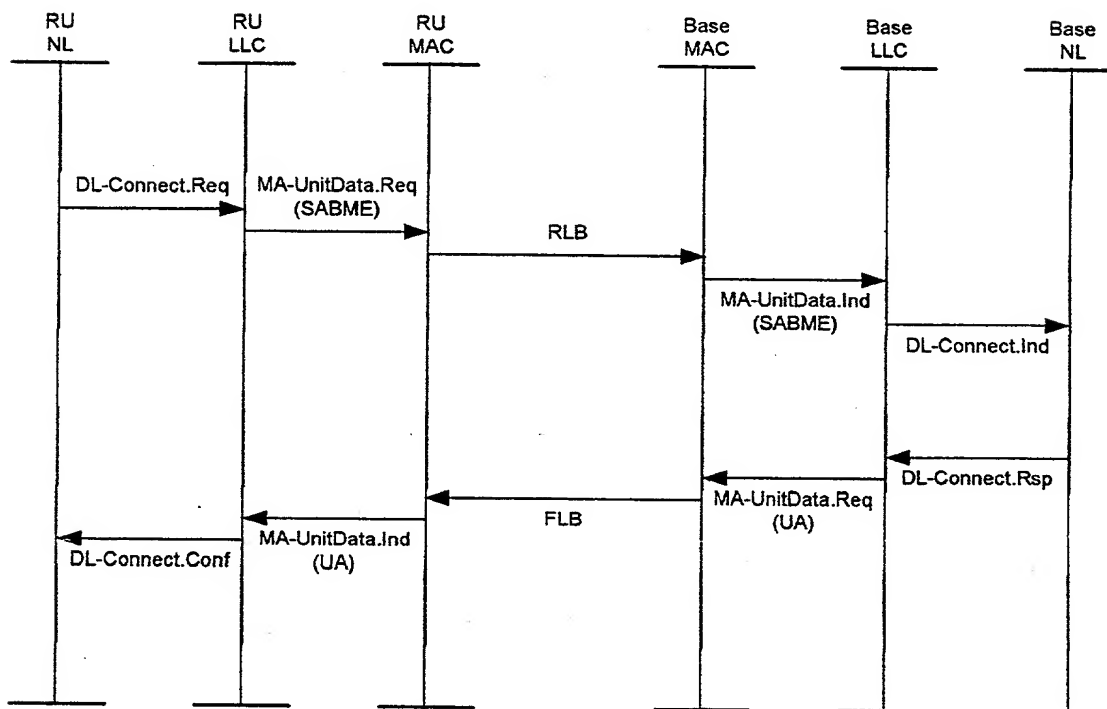 RU
NL
RU
LLC
RU
MAC
Base
MAC
Base
LLC
Base
NL
DL-Connect.Req
MA-UnitData.Req
(SABME)
RLB
MA-UnitData.Ind
(SABME)
DL-Connect.Ind
DL-Connect.Rsp
MA-UnitData.Req
(UA)
FLB
MA-UnitData.Ind
(UA)
DL-Connect.Conf